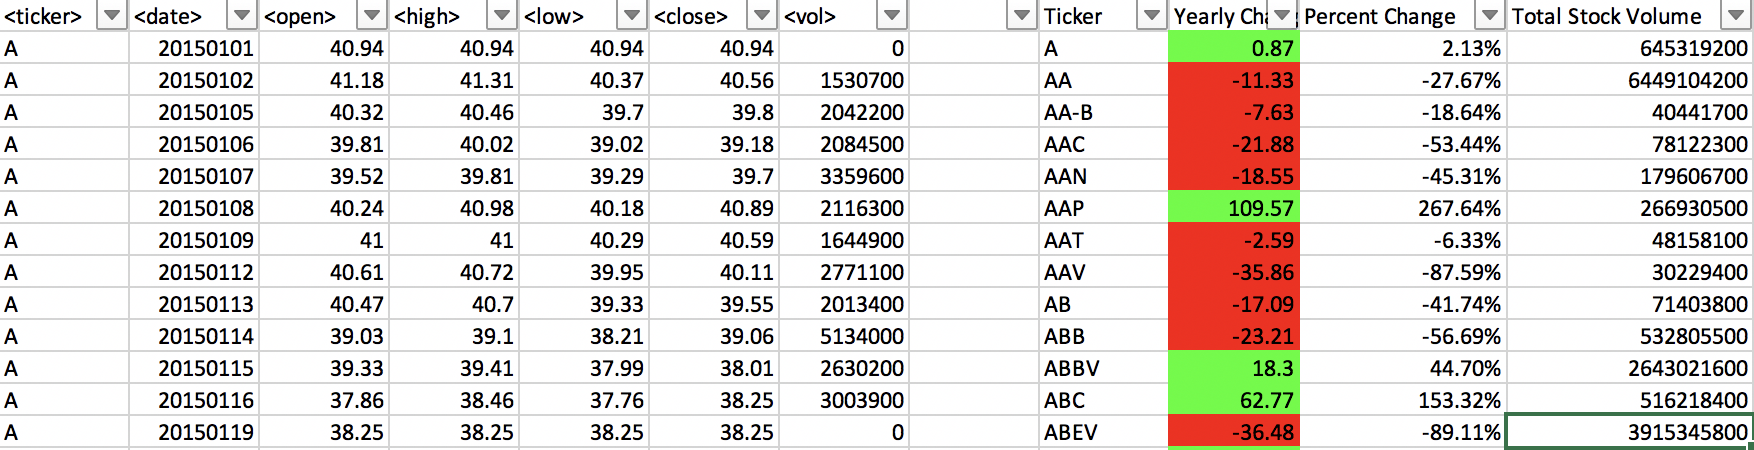 <ticker> <date> <open> <high> <low> <close> <vol> Ticker Yearly Cha Percent Change Total Stock Volume
A 20150101 40.94 40.94 40.94 40.94 0 A 0.87 2.13% 645319200
A 20150102 41.18 41.31 40.37 40.56 1530700 AA -11.33 -27.67% 6449104200
A 20150105 40.32 40.46 39.7 39.8 2042200 AA-B -7.63 -18.64% 40441700
A 20150106 39.81 40.02 39.02 39.18 2084500 AAC -21.88 -53.44% 78122300
A 20150107 39.52 39.81 39.29 39.7 3359600 AAN -18.55 -45.31% 179606700
A 20150108 40.24 40.98 40.18 40.89 2116300 AAP 109.57 267.64% 266930500
A 20150109 41 41 40.29 40.59 1644900 AAT -2.59 -6.33% 48158100
A 20150112 40.61 40.72 39.95 40.11 2771100 AAV -35.86 -87.59% 30229400
A 20150113 40.47 40.7 39.33 39.55 2013400 AB -17.09 -41.74% 71403800
A 20150114 39.03 39.1 38.21 39.06 5134000 ABB -23.21 -56.69% 532805500
A 20150115 39.33 39.41 37.99 38.01 2630200 ABBV 18.3 44.70% 2643021600
A 20150116 37.86 38.46 37.76 38.25 3003900 ABC 62.77 153.32% 516218400
A 20150119 38.25 38.25 38.25 38.25 0 ABEV -36.48 -89.11% 3915345800